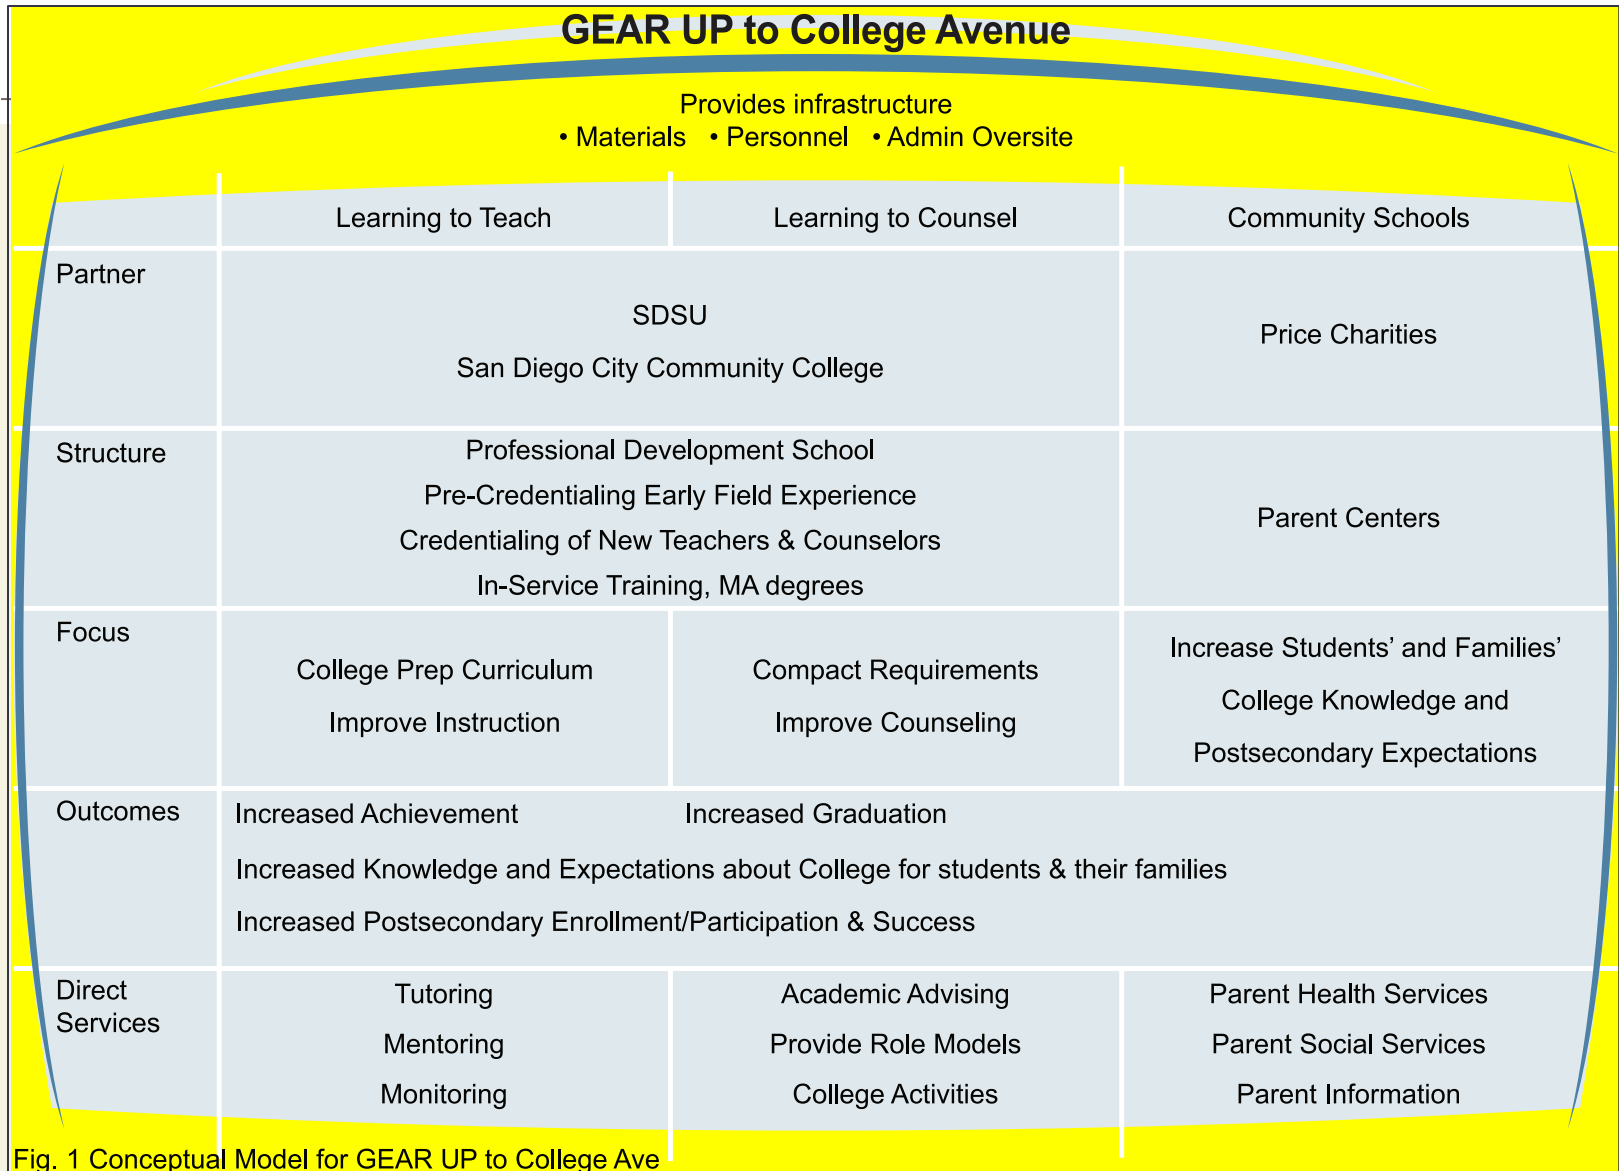 GEAR UP to College Avenue
Provides infrastructure
• Materials • Personnel • Admin Oversite
Learning to Teach Learning to Counsel Community Schools
Partner
SDSU
San Diego City Community College
Price Charities
Structure
Professional Development School
Pre-Credentialing Early Field Experience
Credentialing of New Teachers & Counselors
In-Service Training, MA degrees
Parent Centers
Focus
College Prep Curriculum
Improve Instruction
Compact Requirements
Improve Counseling
Increase Students’ and Families’
College Knowledge and
Postsecondary Expectations
Outcomes
Increased Achievement Increased Graduation
Increased Knowledge and Expectations about College for students & their families
Increased Postsecondary Enrollment/Participation & Success
Direct
Services
Tutoring
Mentoring
Monitoring
Academic Advising
Provide Role Models
College Activities
Parent Health Services
Parent Social Services
Parent Information
Fig. 1 Conceptual Model for GEAR UP to College Ave